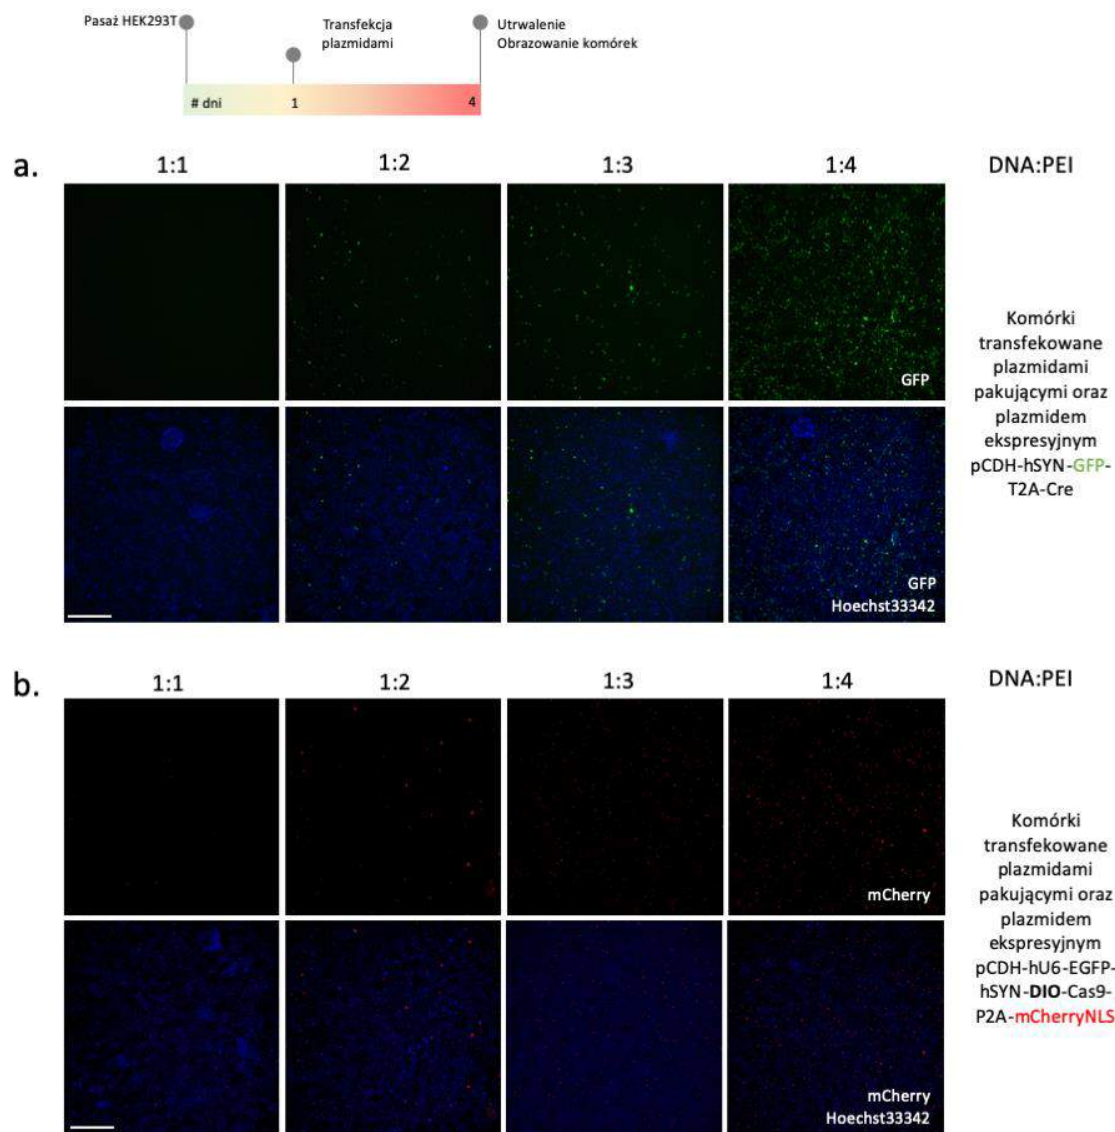 Pasaż HEK293T
Transfekcja
plazmidami
Utrwalenie
Obrazowanie komórek
# dni
1
4
a.
1:1
1:2
1:3
1:4
DNA:PEI
GFP
GFP
Hoechst33342
Komórki
transfekowane
plazmidami
pakującymi oraz
plazmidem
ekspresyjnym
pCDH-hSYN-GFP-
T2A-Cre
b.
1:1
1:2
1:3
1:4
DNA:PEI
mCherry
mCherry
Hoechst33342
Komórki
transfekowane
plazmidami
pakującymi oraz
plazmidem
ekspresyjnym
pCDH-hU6-EGFP-
hSYN-DIO-Cas9-
P2A-mCherryNLS